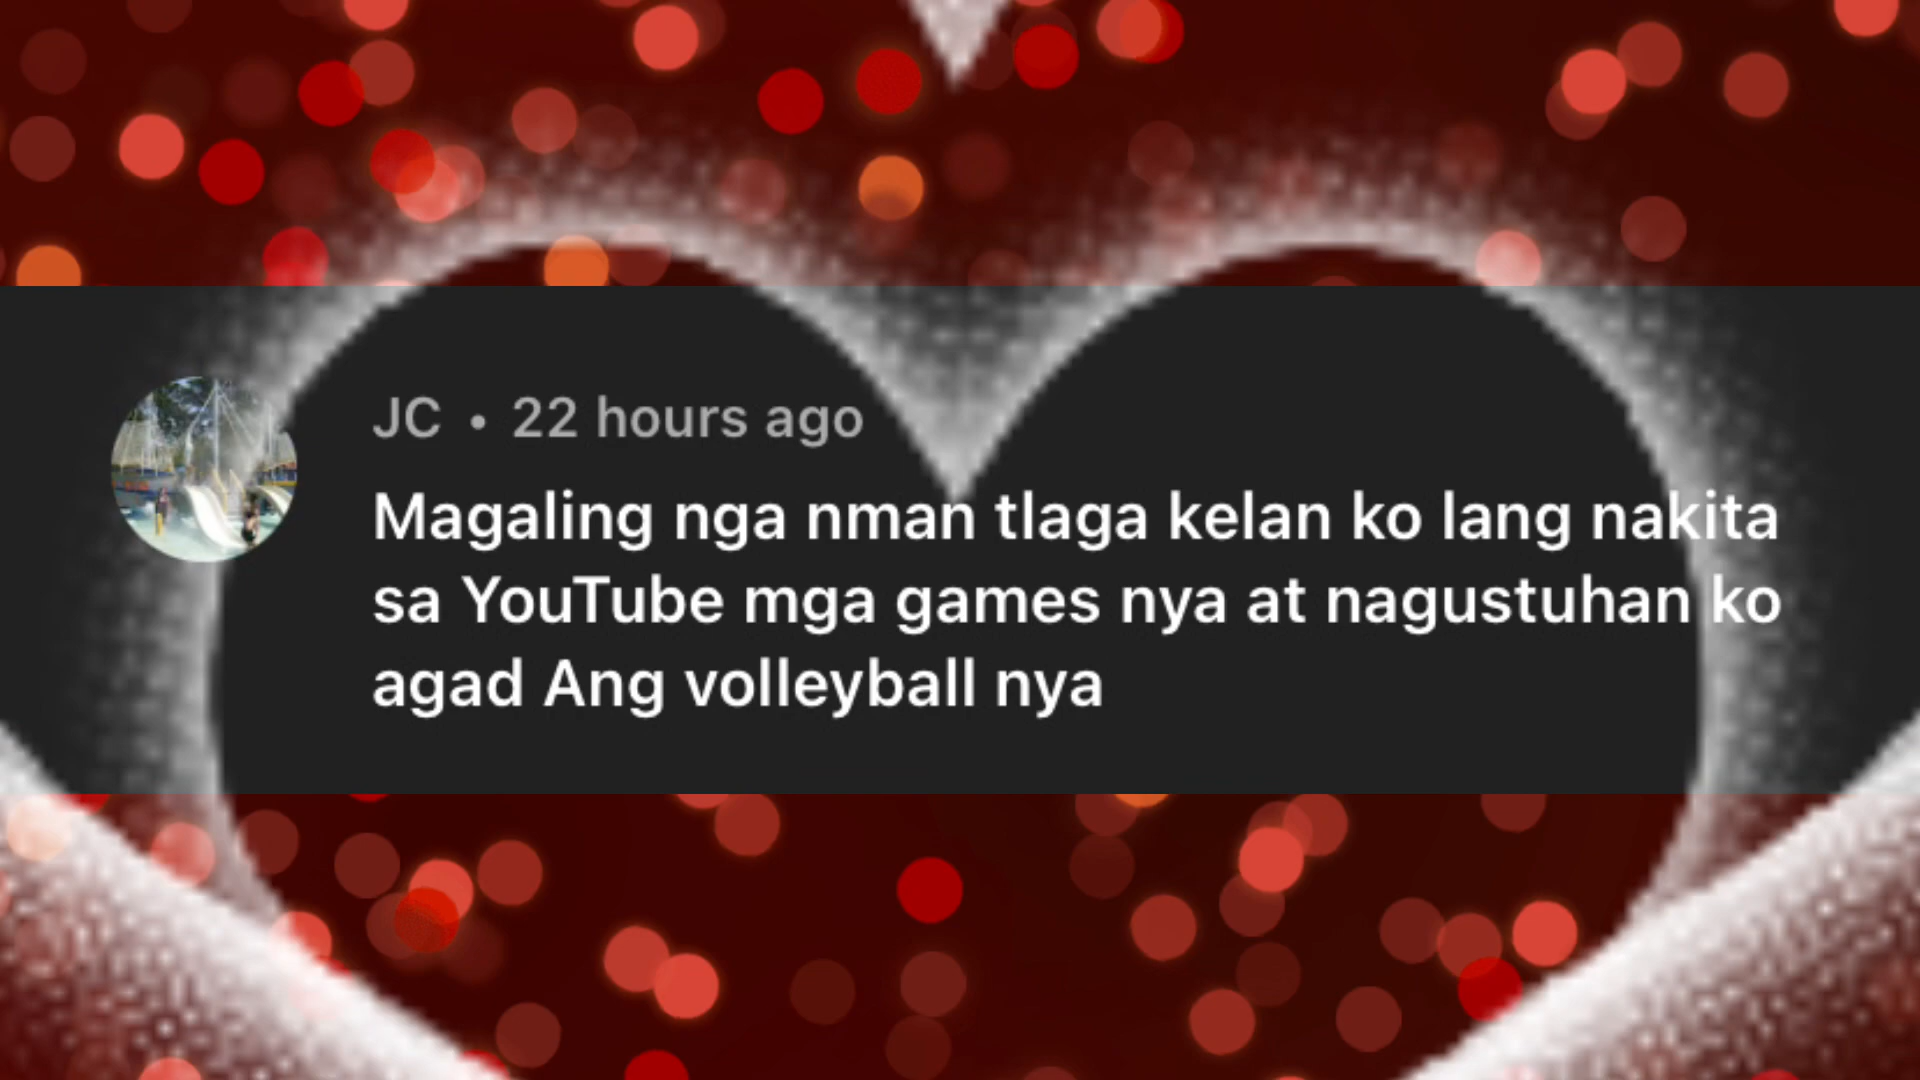 JC • 22 hours ago
Magaling nga nman tlaga kelan ko lang nakita
sa YouTube mga games nya at nagustuhan ko
agad Ang volleyball nya